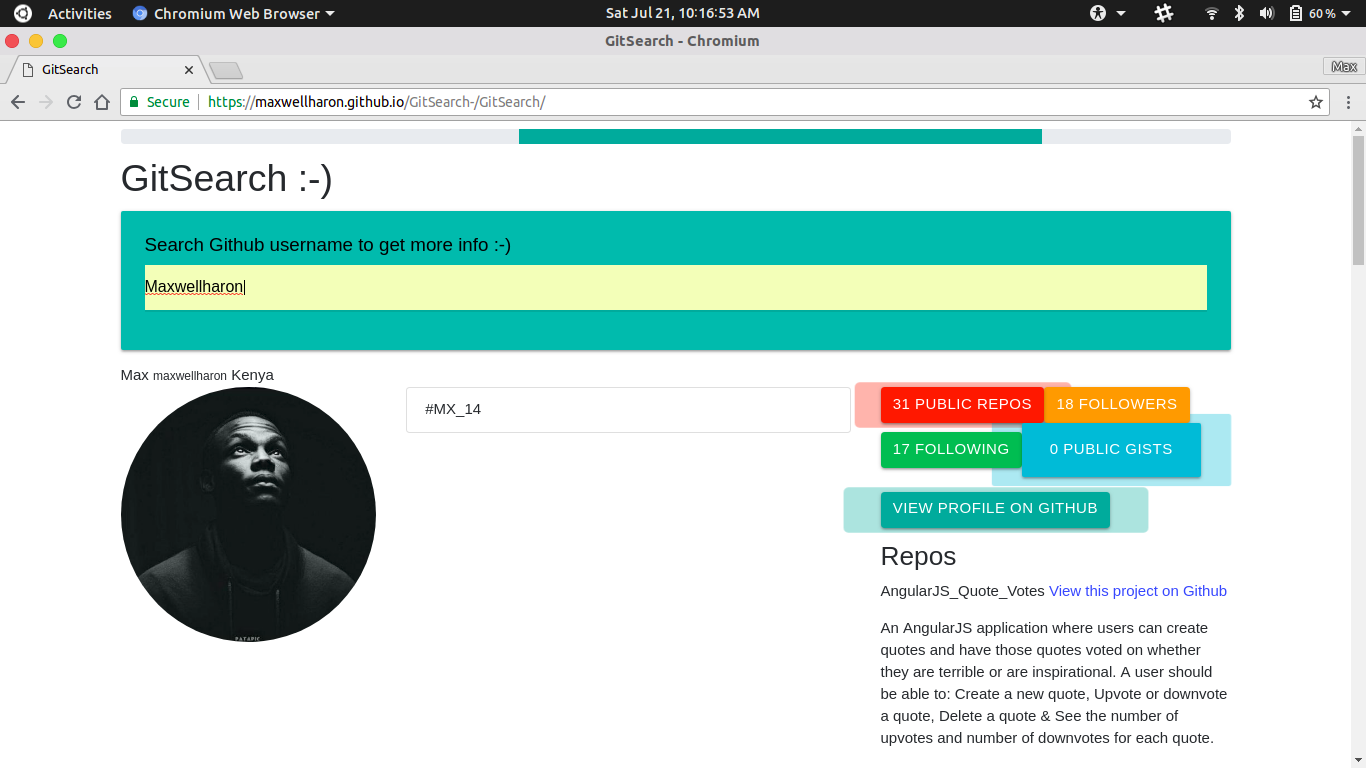 Activities Chromium Web Browser Sat Jul 21, 10:16:53 AM 60 %
GitSearch - Chromium
GitSearch Max
Secure https://maxwellharon.github.io/GitSearch-/GitSearch/
GitSearch :-)
Search Github username to get more info :-)
Maxwellharon
Max maxwellharon Kenya
#MX_14
31 PUBLIC REPOS 18 FOLLOWERS
17 FOLLOWING 0 PUBLIC GISTS
VIEW PROFILE ON GITHUB
Repos
AngularJS_Quote_Votes View this project on Github
An AngularJS application where users can create
quotes and have those quotes voted on whether
they are terrible or are inspirational. A user should
be able to: Create a new quote, Upvote or downvote
a quote, Delete a quote & See the number of
upvotes and number of downvotes for each quote.